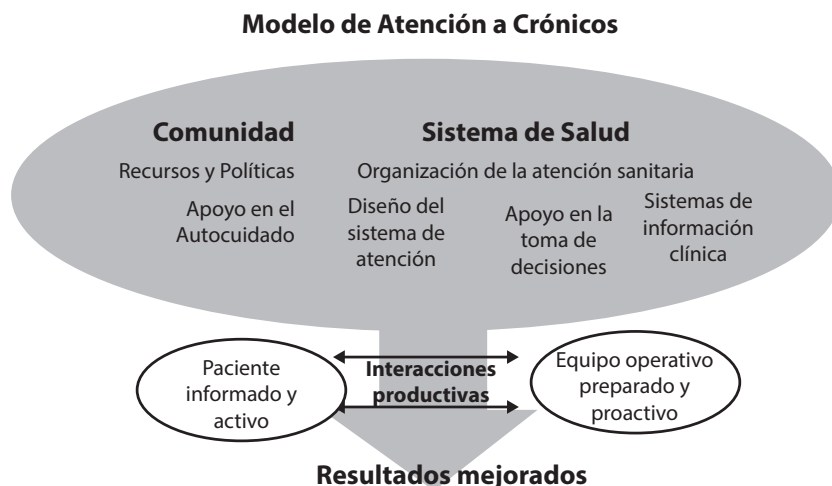 Modelo de Atención a Crónicos
Comunidad
Sistema de Salud
Recursos y Políticas
Organización de la atención sanitaria
Apoyo en el
Autocuidado
Diseño del
sistema de
atención
Apoyo en la
toma de
decisiones
Sistemas de
información
clínica
Paciente
informado y
activo
Interacciones
productivas
Equipo operativo
preparado y
proactivo
Resultados mejorados